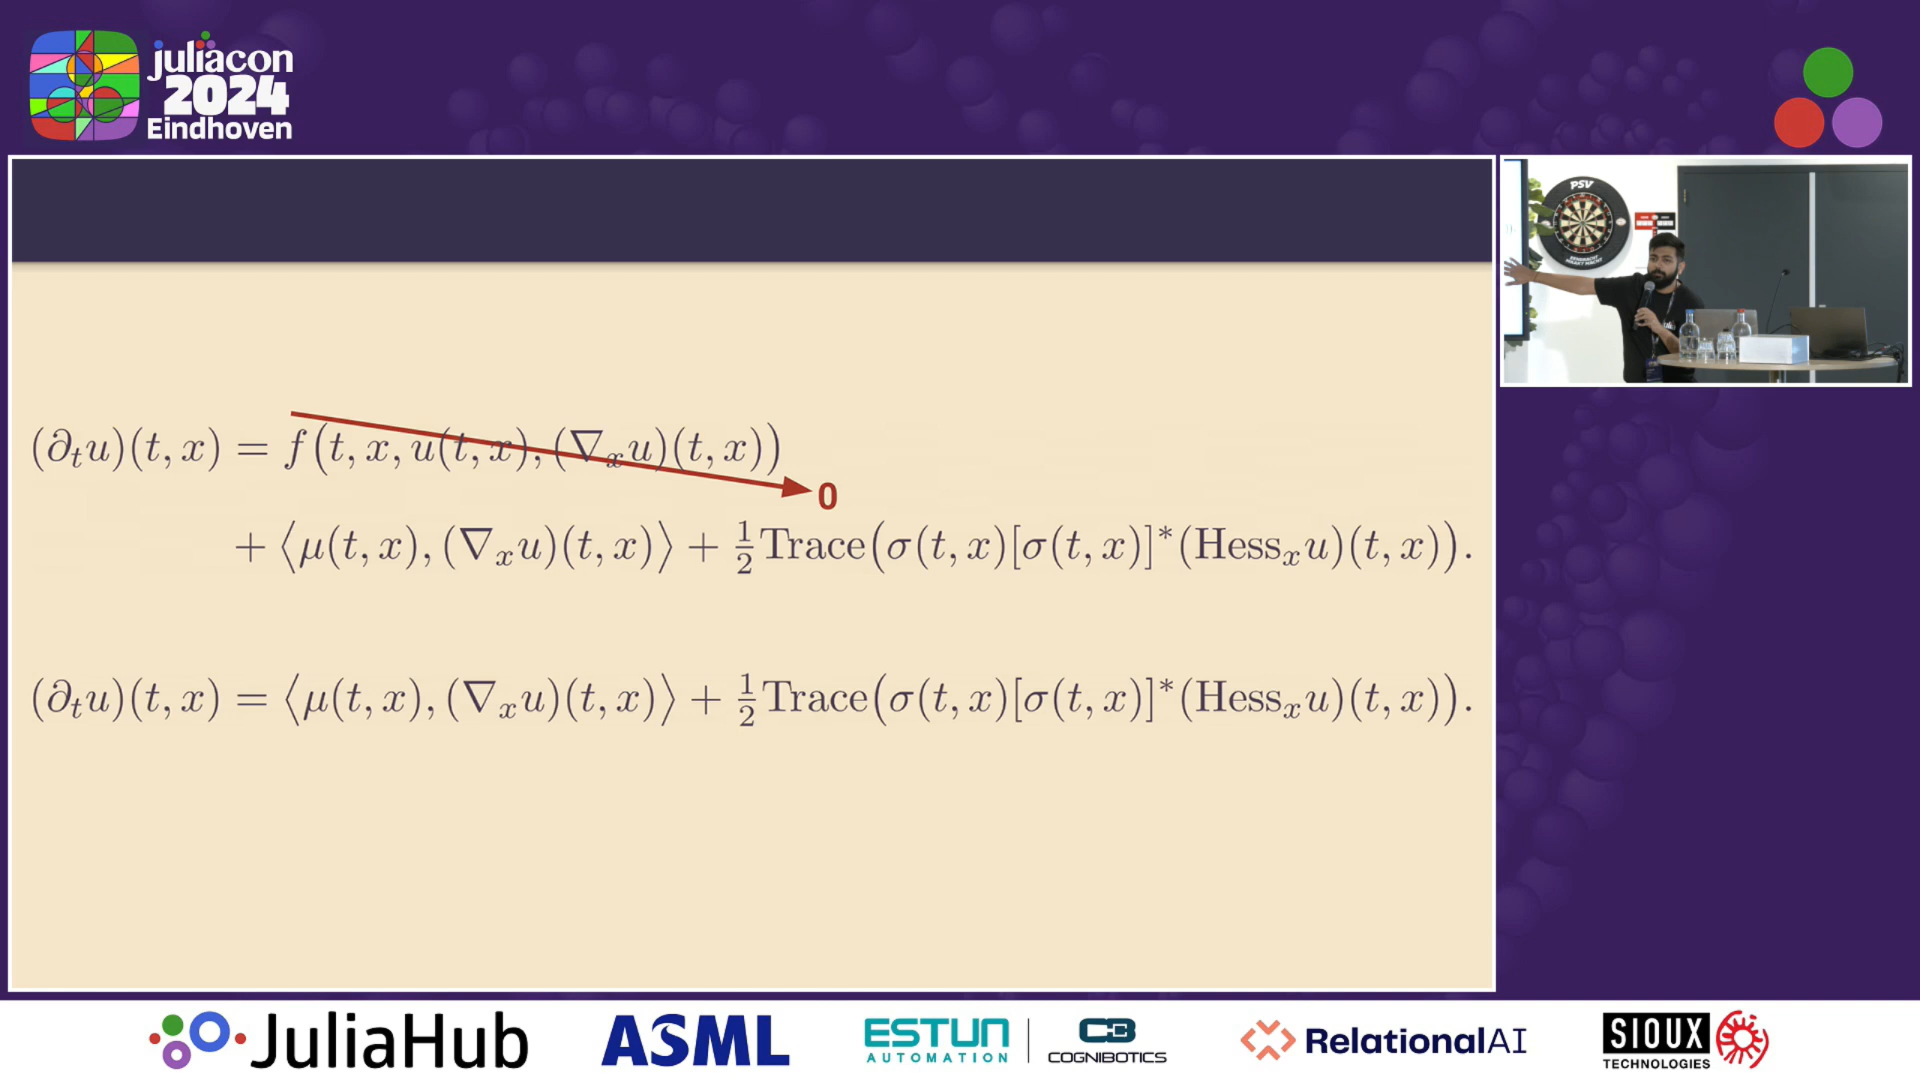 juliacon
2024
Eindhoven
PSV
(∂ₜu)(t, x) = f(t, x, u(t, x), (∇ₓu)(t, x))
0
+ ⟨μ(t, x), (∇ₓu)(t, x)⟩ + ½Trace(σ(t, x)[σ(t, x)]*(Hessₓu)(t, x)).
(∂ₜu)(t, x) = ⟨μ(t, x), (∇ₓu)(t, x)⟩ + ½Trace(σ(t, x)[σ(t, x)]*(Hessₓu)(t, x)).
JuliaHub
ASML
ESTUN
AUTOMATION
COGNIBOTICS
RelationalAI
SIOUX
TECHNOLOGIES